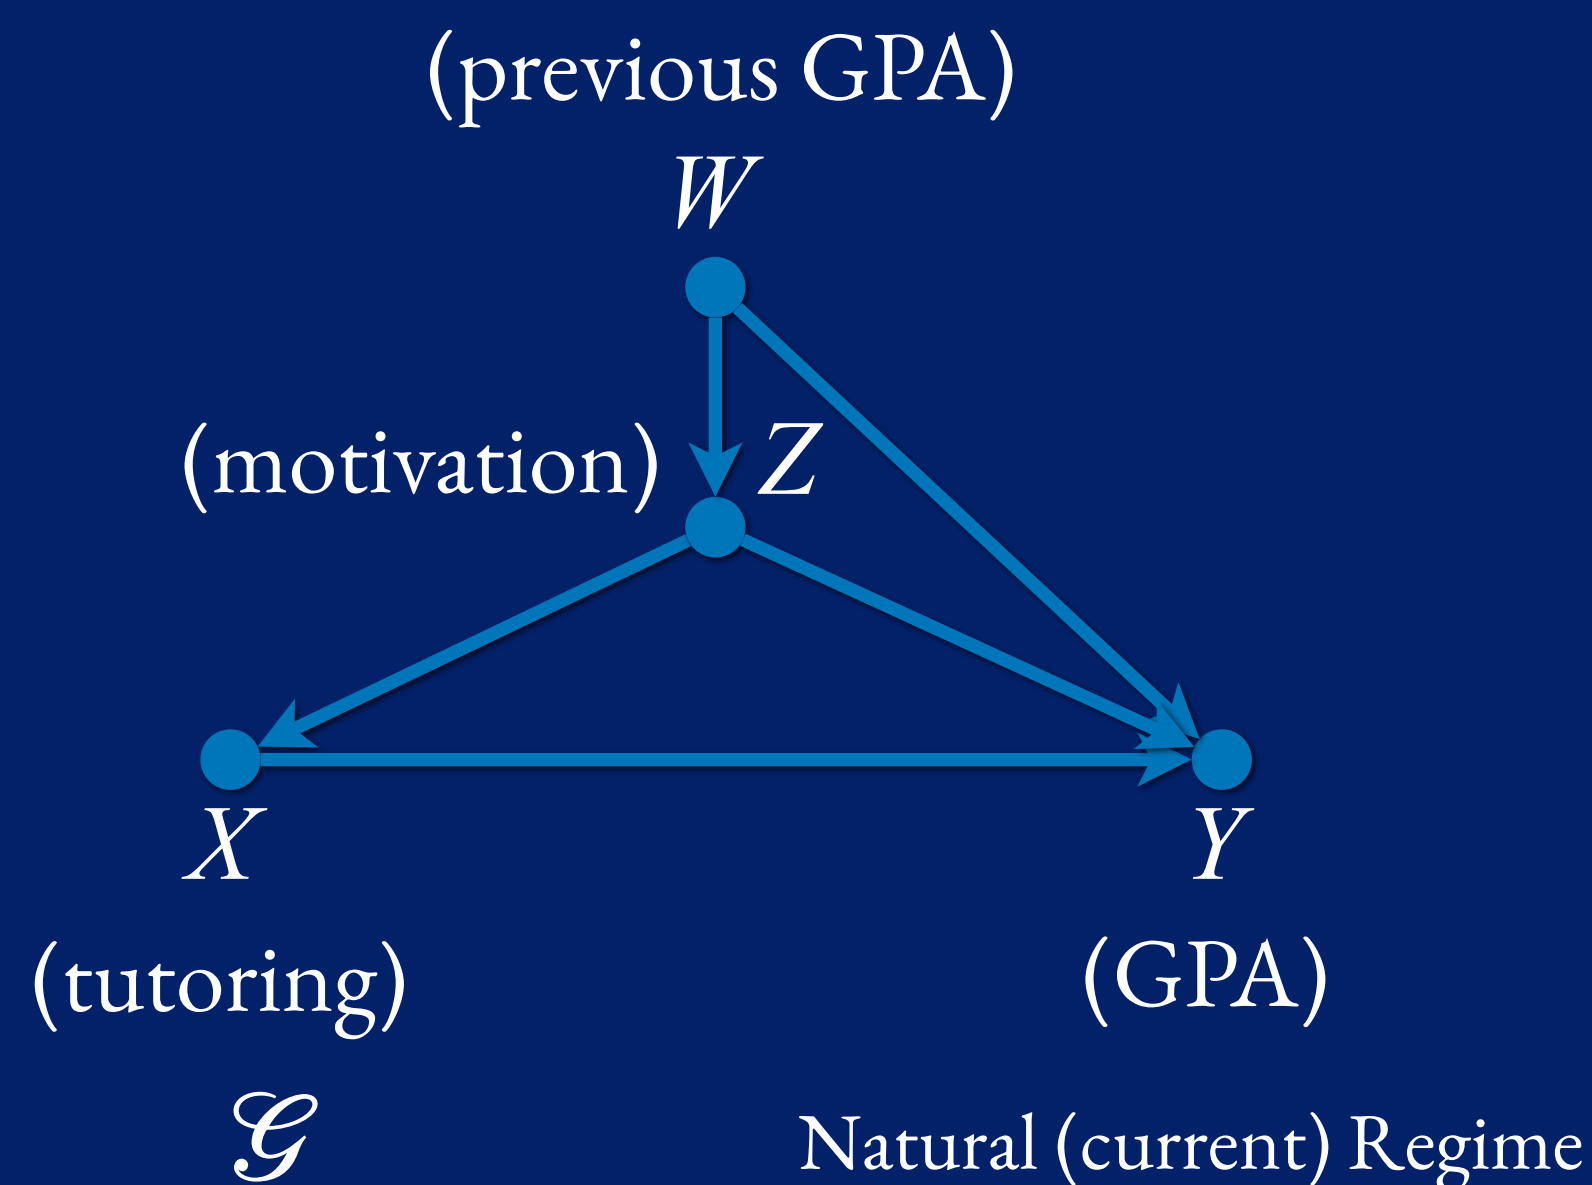 (previous GPA)
W
(motivation) Z
X
Y
(tutoring)
(GPA)
𝒢
Natural (current) Regime